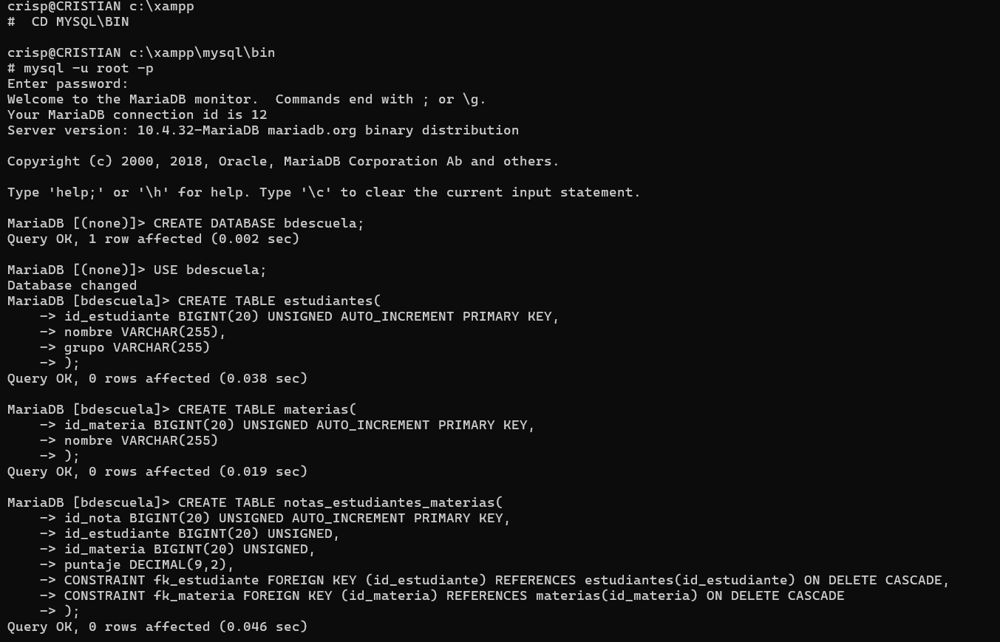 crisp@CRISTIAN c:\xampp
#  CD MYSQL\BIN
crisp@CRISTIAN c:\xampp\mysql\bin
# mysql -u root -p
Enter password:
Welcome to the MariaDB monitor.  Commands end with ; or \g.
Your MariaDB connection id is 12
Server version: 10.4.32-MariaDB mariadb.org binary distribution
Copyright (c) 2000, 2018, Oracle, MariaDB Corporation Ab and others.
Type 'help;' or '\h' for help. Type '\c' to clear the current input statement.
MariaDB [(none)]> CREATE DATABASE bdescuela;
Query OK, 1 row affected (0.002 sec)
MariaDB [(none)]> USE bdescuela;
Database changed
MariaDB [bdescuela]> CREATE TABLE estudiantes(
    -> id_estudiante BIGINT(20) UNSIGNED AUTO_INCREMENT PRIMARY KEY,
    -> nombre VARCHAR(255),
    -> grupo VARCHAR(255)
    -> );
Query OK, 0 rows affected (0.038 sec)
MariaDB [bdescuela]> CREATE TABLE materias(
    -> id_materia BIGINT(20) UNSIGNED AUTO_INCREMENT PRIMARY KEY,
    -> nombre VARCHAR(255)
    -> );
Query OK, 0 rows affected (0.019 sec)
MariaDB [bdescuela]> CREATE TABLE notas_estudiantes_materias(
    -> id_nota BIGINT(20) UNSIGNED AUTO_INCREMENT PRIMARY KEY,
    -> id_estudiante BIGINT(20) UNSIGNED,
    -> id_materia BIGINT(20) UNSIGNED,
    -> puntaje DECIMAL(9,2),
    -> CONSTRAINT fk_estudiante FOREIGN KEY (id_estudiante) REFERENCES estudiantes(id_estudiante) ON DELETE CASCADE,
    -> CONSTRAINT fk_materia FOREIGN KEY (id_materia) REFERENCES materias(id_materia) ON DELETE CASCADE
    -> );
Query OK, 0 rows affected (0.046 sec)